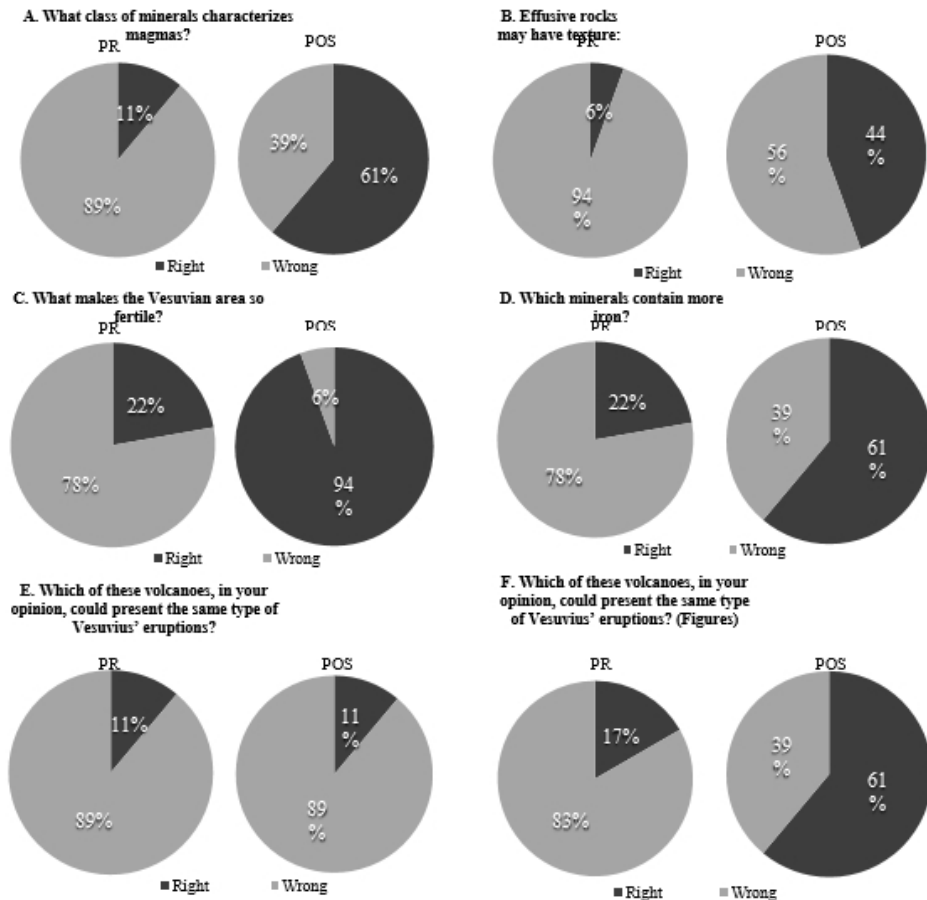 A. What class of minerals characterizes
magmas?
PR
POS
11%
89%
39%
61%
Right
Wrong
B. Effusive rocks
may have texture:
PR
POS
6%
94
%
56
%
44
%
Right
Wrong
C. What makes the Vesuvian area so
fertile?
PR
POS
22%
78%
6%
94
%
Right
Wrong
D. Which minerals contain more
iron?
PR
POS
22%
78%
39
%
61
%
Right
Wrong
E. Which of these volcanoes, in your
opinion, could present the same type of
Vesuvius’ eruptions?
PR
POS
11%
89%
11
%
89
%
Right
Wrong
F. Which of these volcanoes, in your
opinion, could present the same type
of Vesuvius’ eruptions? (Figures)
PR
POS
17%
83%
39
%
61
%
Right
Wrong